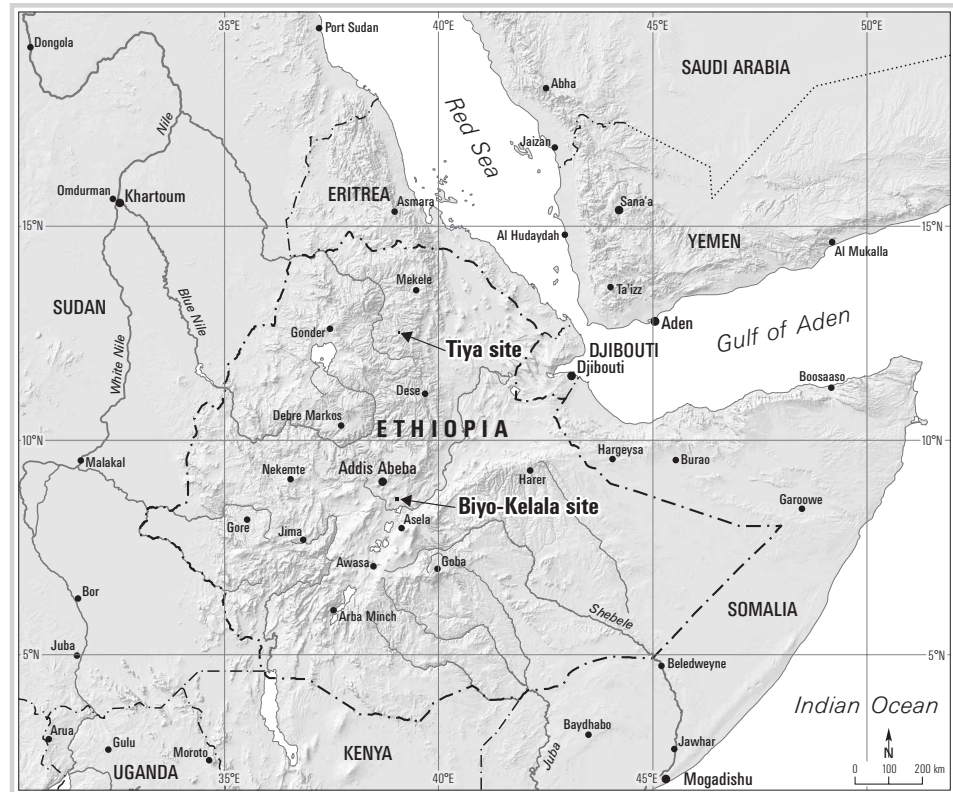 35°E
40°E
45°E
50°E
Port Sudan
Dongola
SAUDI ARABIA
Abha
Red Sea
Nile
Jaizan
Omdurman
Khartoum
ERITREA
Asmara
Sana'a
15°N
15°N
Al Hudaydah
YEMEN
Al Mukalla
Mekele
Ta'izz
SUDAN
Blue Nile
Gonder
Aden
Gulf of Aden
Tiya site
DJIBOUTI
White Nile
Djibouti
Dese
Boosaaso
Debre Markos
ETHIOPIA
10°N
10°N
Malakal
Hargeysa
Burao
Nekemte
Addis Abeba
Harer
Biyo-Kelala site
Garoowe
Gore
Jima
Asela
Awasa
Goba
Bor
Arba Minch
Shebele
SOMALIA
Juba
5°N
5°N
Beledweyne
Indian Ocean
Arua
Gulu
Moroto
KENYA
Baydhabo
Juba
Jawhar
N
UGANDA
35°E
40°E
45°E
Mogadishu
0 100 200 km